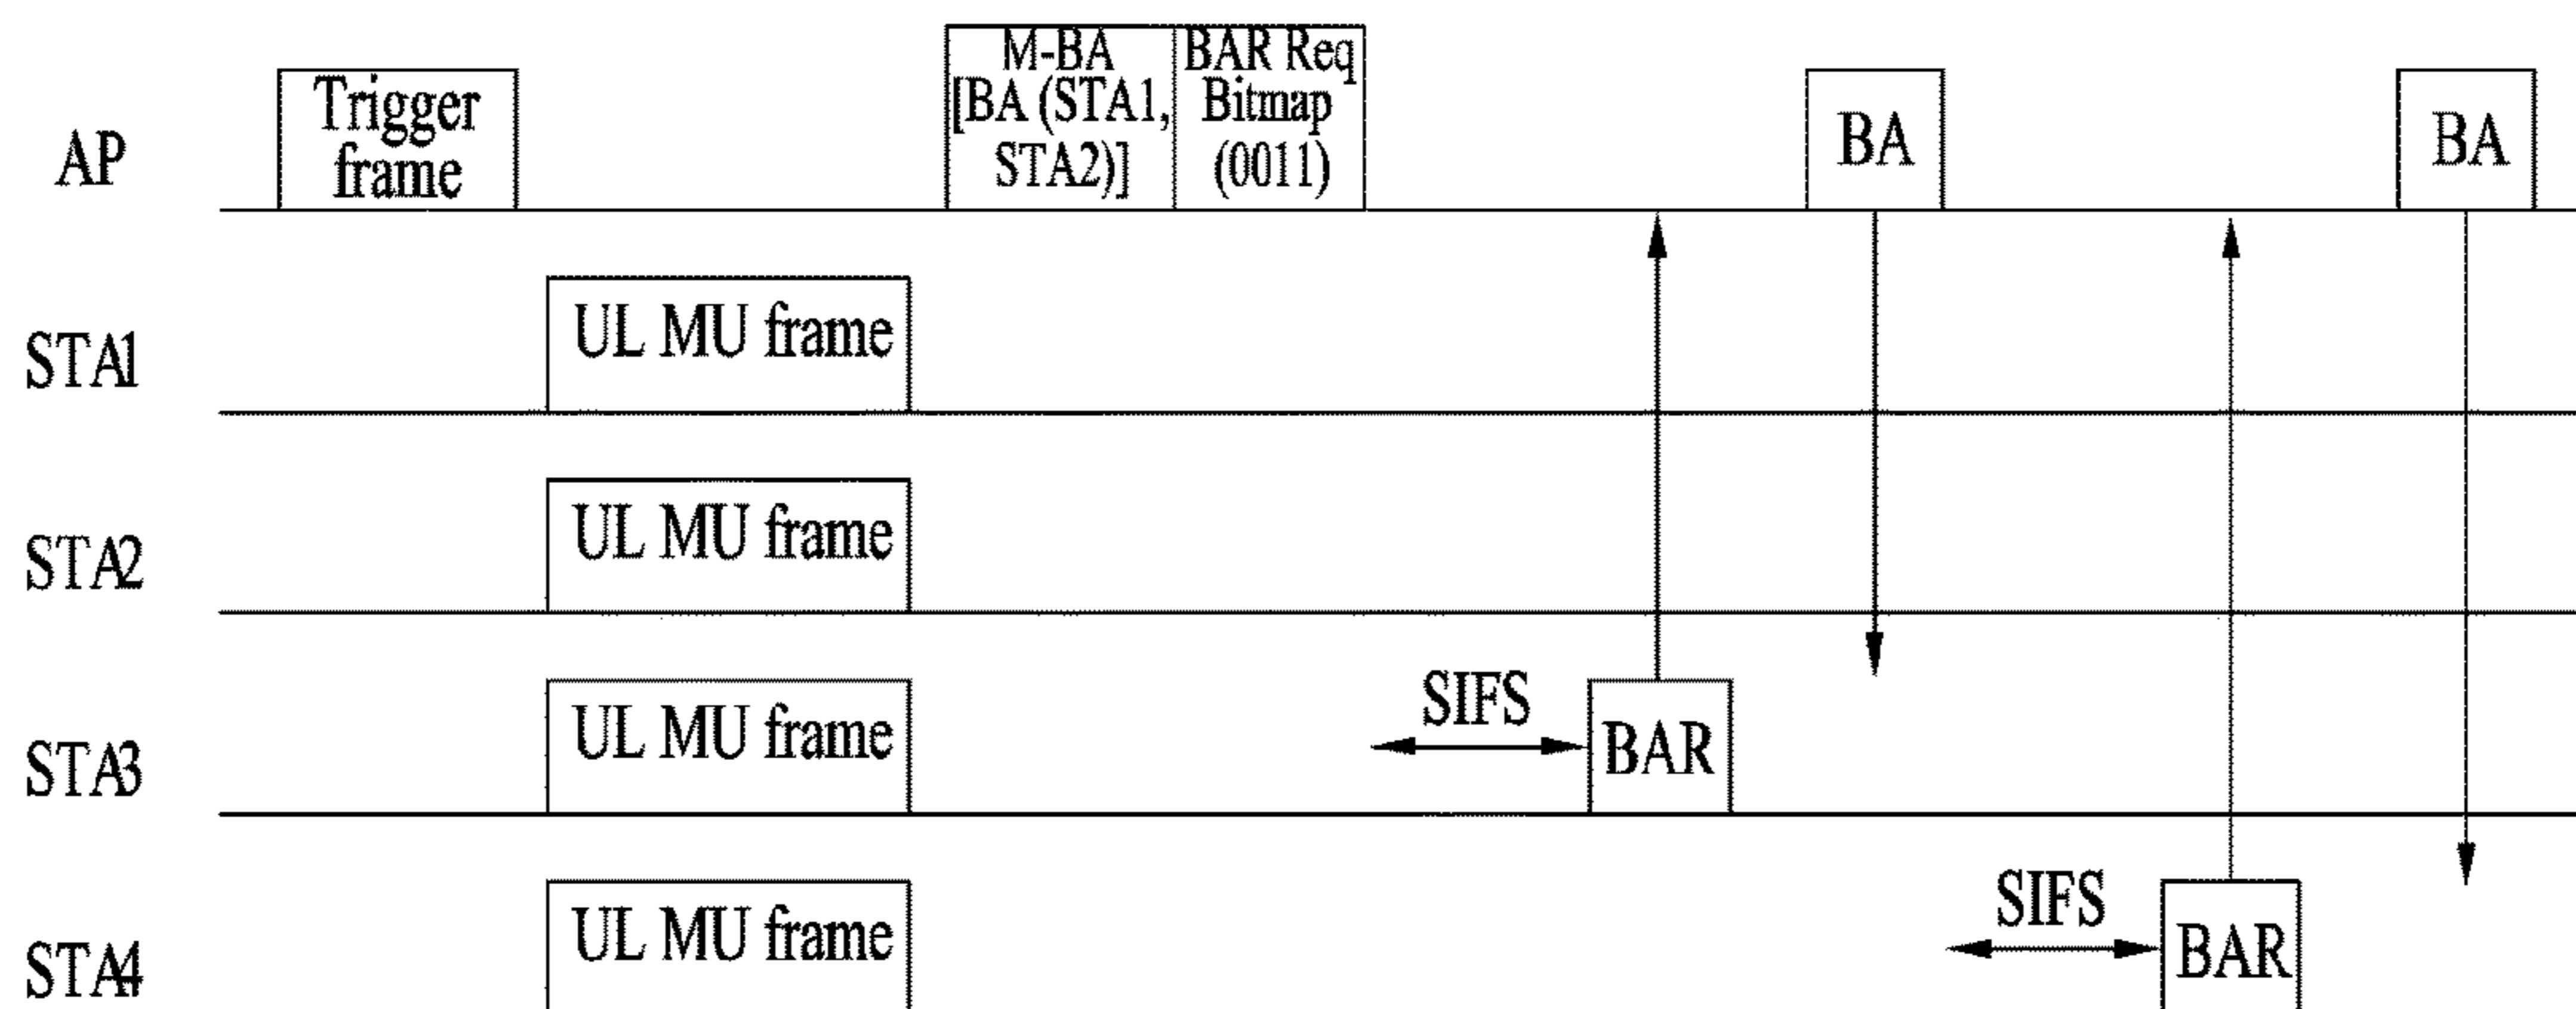 AP
Trigger
frame
M-BA
[BA (STA1,
STA2)]
BAR Req
Bitmap
(0011)
BA
BA
STA1
UL MU frame
STA2
UL MU frame
STA3
UL MU frame
SIFS
BAR
STA4
UL MU frame
SIFS
BAR